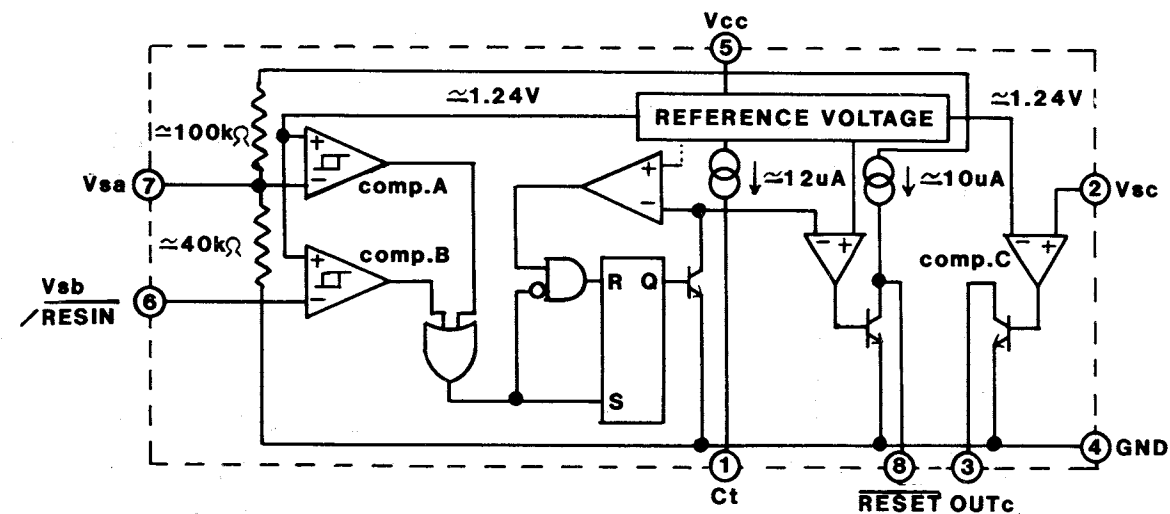 Vcc
5
≃1.24V
≃1.24V
REFERENCE VOLTAGE
≃100kΩ
+
−
comp.A
Vsa 7
+
−
≃12uA
≃10uA
2 Vsc
≃40kΩ
comp.B
+
−
− +
− +
comp.C
Vsb
6
/RESIN
R Q
S
4 GND
1
8
3
Ct
RESET OUTc